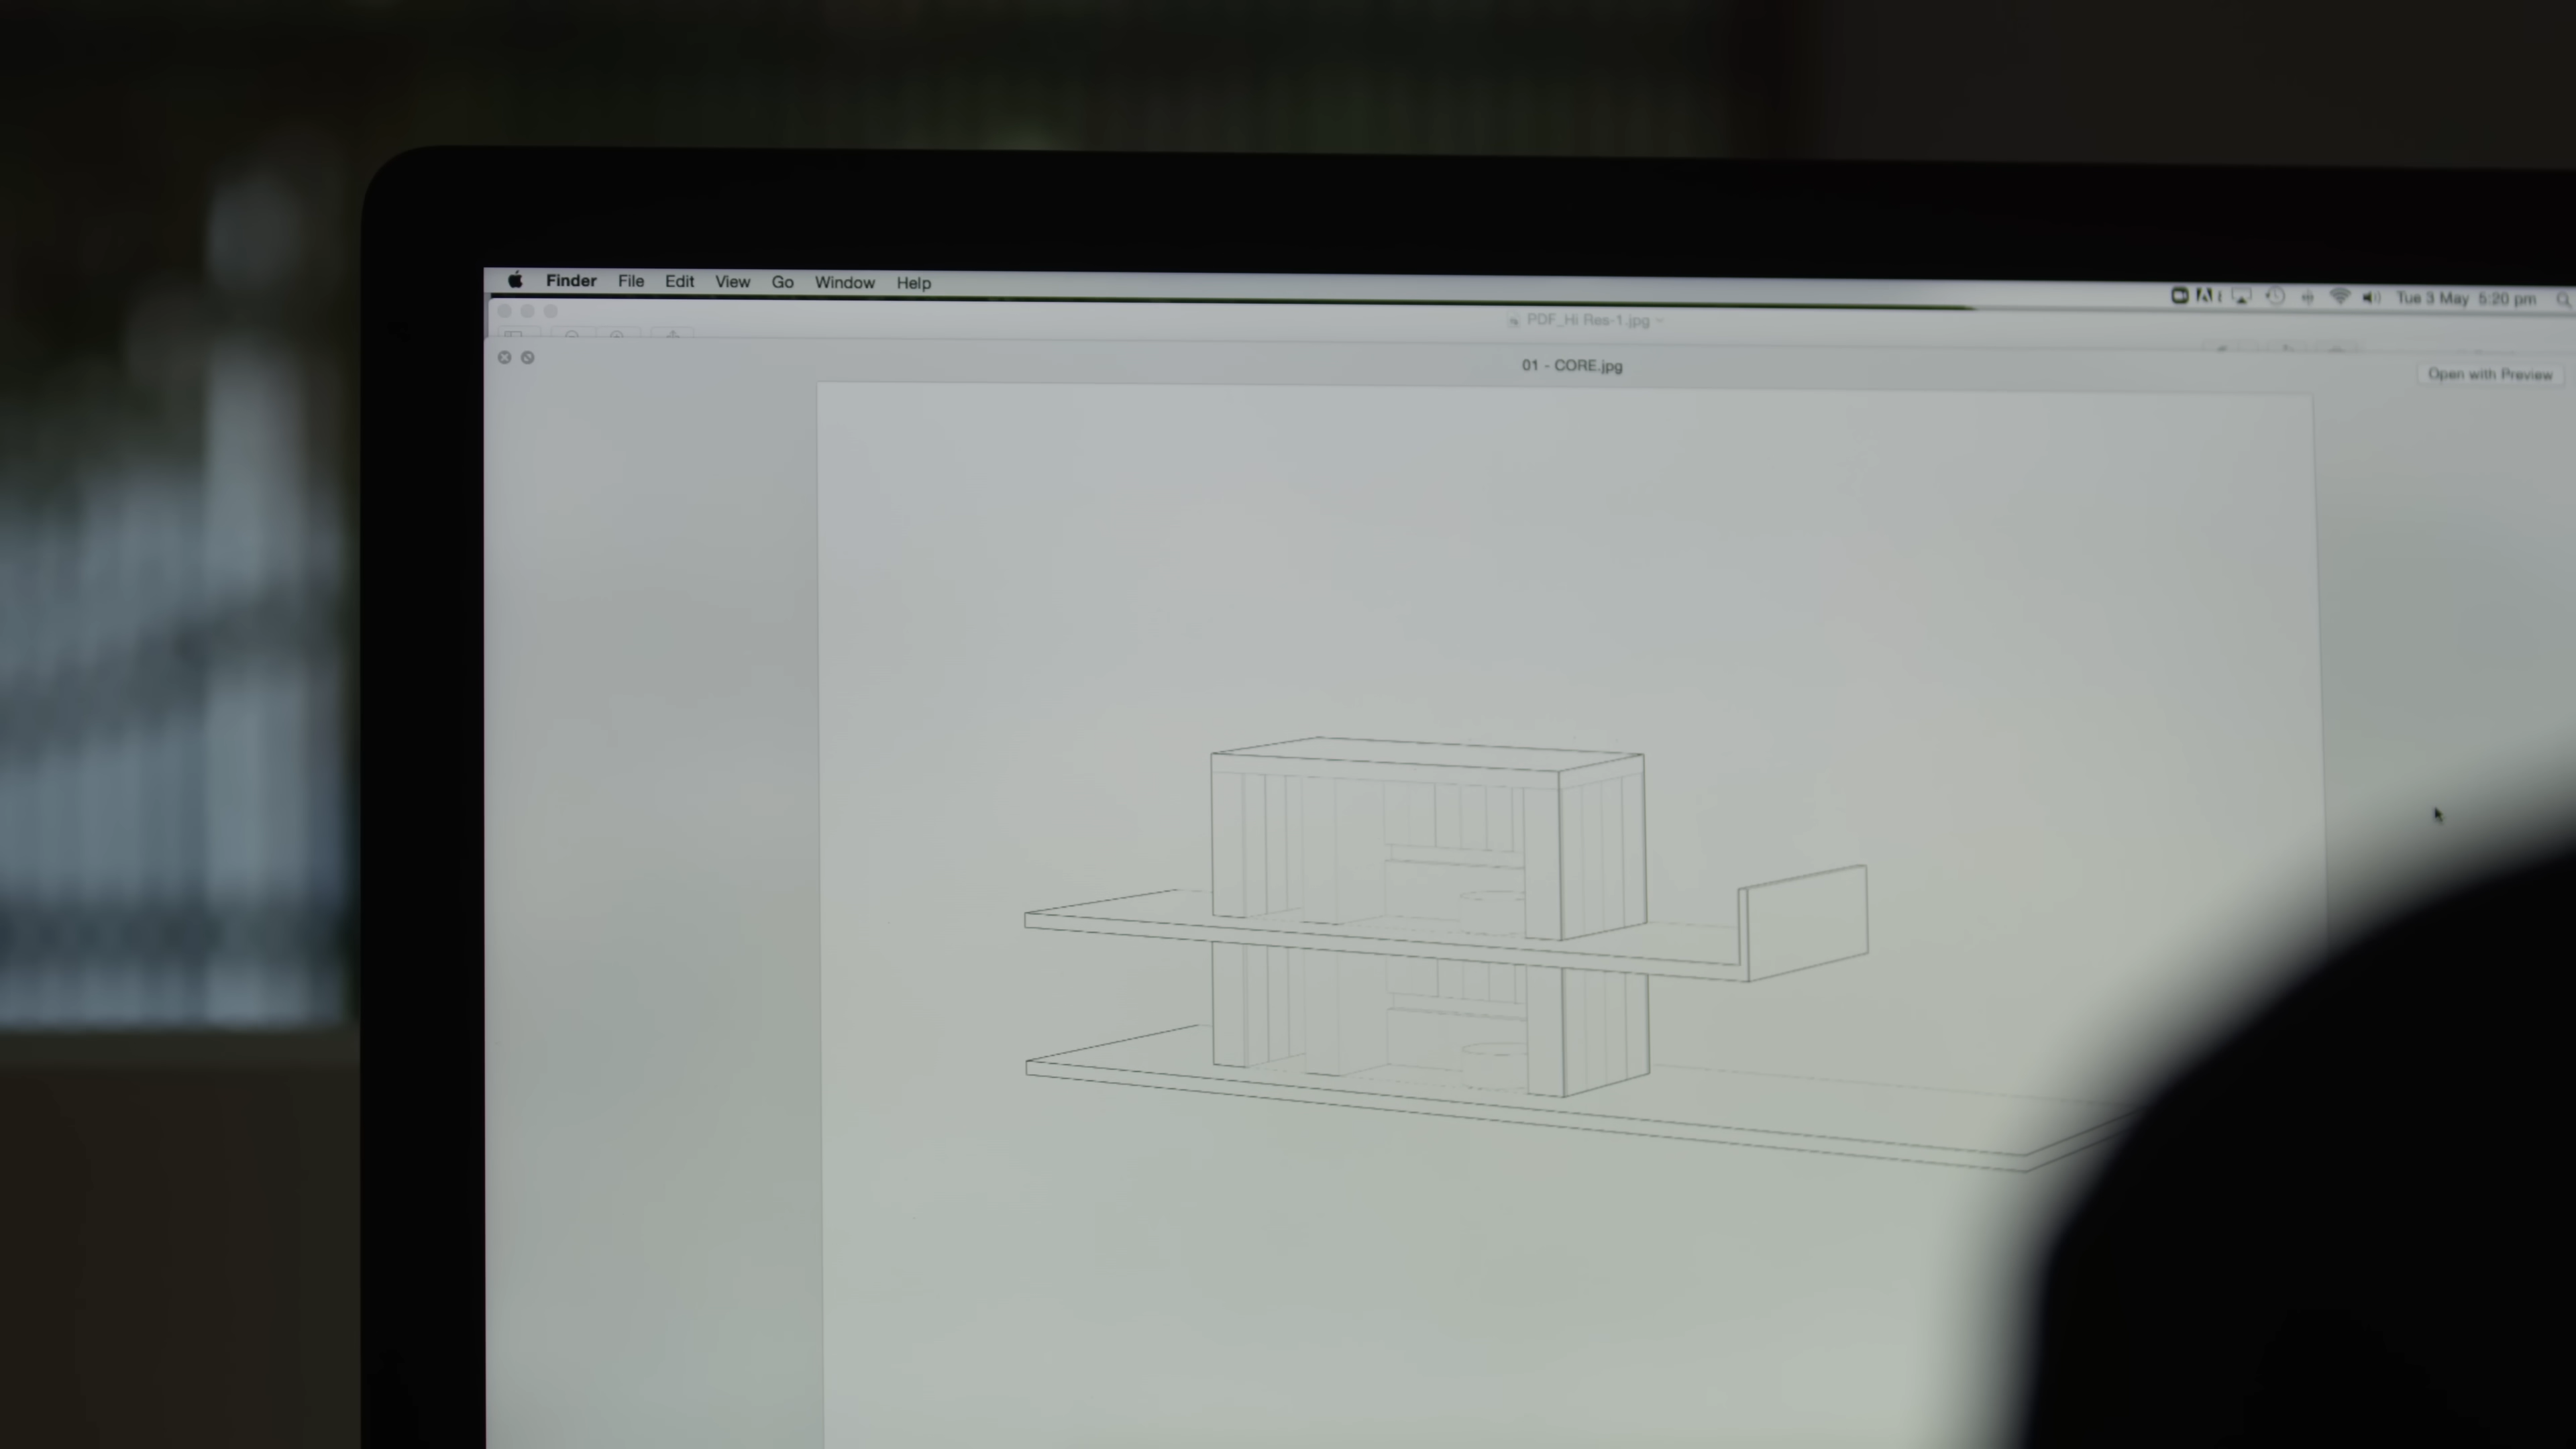 Finder File Edit View Go Window Help
Tue 3 May 5:20 pm
PDF_Hi Res-1.jpg
01 - CORE.jpg
Open with Preview